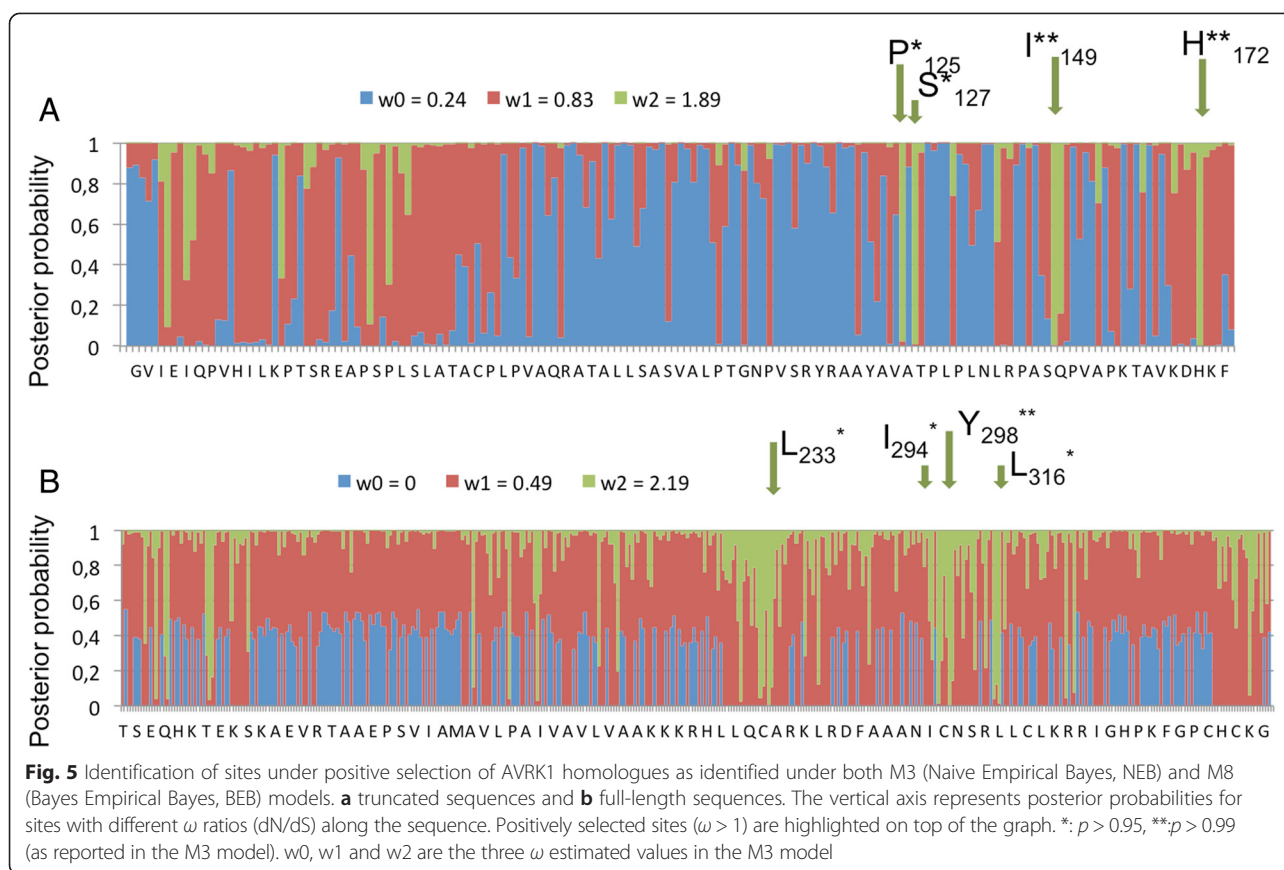 P*125
S*127
I**149
H**172
w0 = 0.24 w1 = 0.83 w2 = 1.89
A
Posterior probability
1
0,8
0,6
0,4
0,2
0
G V I E I Q P V H I L K P T S R E A P S P L S L A T A C P L P V A Q R A T A L L S A S V A L P T G N P V S R Y R A A Y A V A T P L P L N L R P A S Q P V A P K T A V K D H K F
L233*
I294*
Y298**
L316*
w0 = 0 w1 = 0.49 w2 = 2.19
B
Posterior probability
1
0,8
0,6
0,4
0,2
0
T S E Q H K T E K S K A E V R T A A E P S V I A M A V L P A I V A V L V A A K K K R H L L Q C A R K L R D F A A A N I C N S R L L C L K R R I G H P K F G P C H C K G
Fig. 5 Identification of sites under positive selection of AVRK1 homologues as identified under both M3 (Naive Empirical Bayes, NEB) and M8
(Bayes Empirical Bayes, BEB) models. a truncated sequences and b full-length sequences. The vertical axis represents posterior probabilities for
sites with different ω ratios (dN/dS) along the sequence. Positively selected sites (ω > 1) are highlighted on top of the graph. *: p > 0.95, **:p > 0.99
(as reported in the M3 model). w0, w1 and w2 are the three ω estimated values in the M3 model